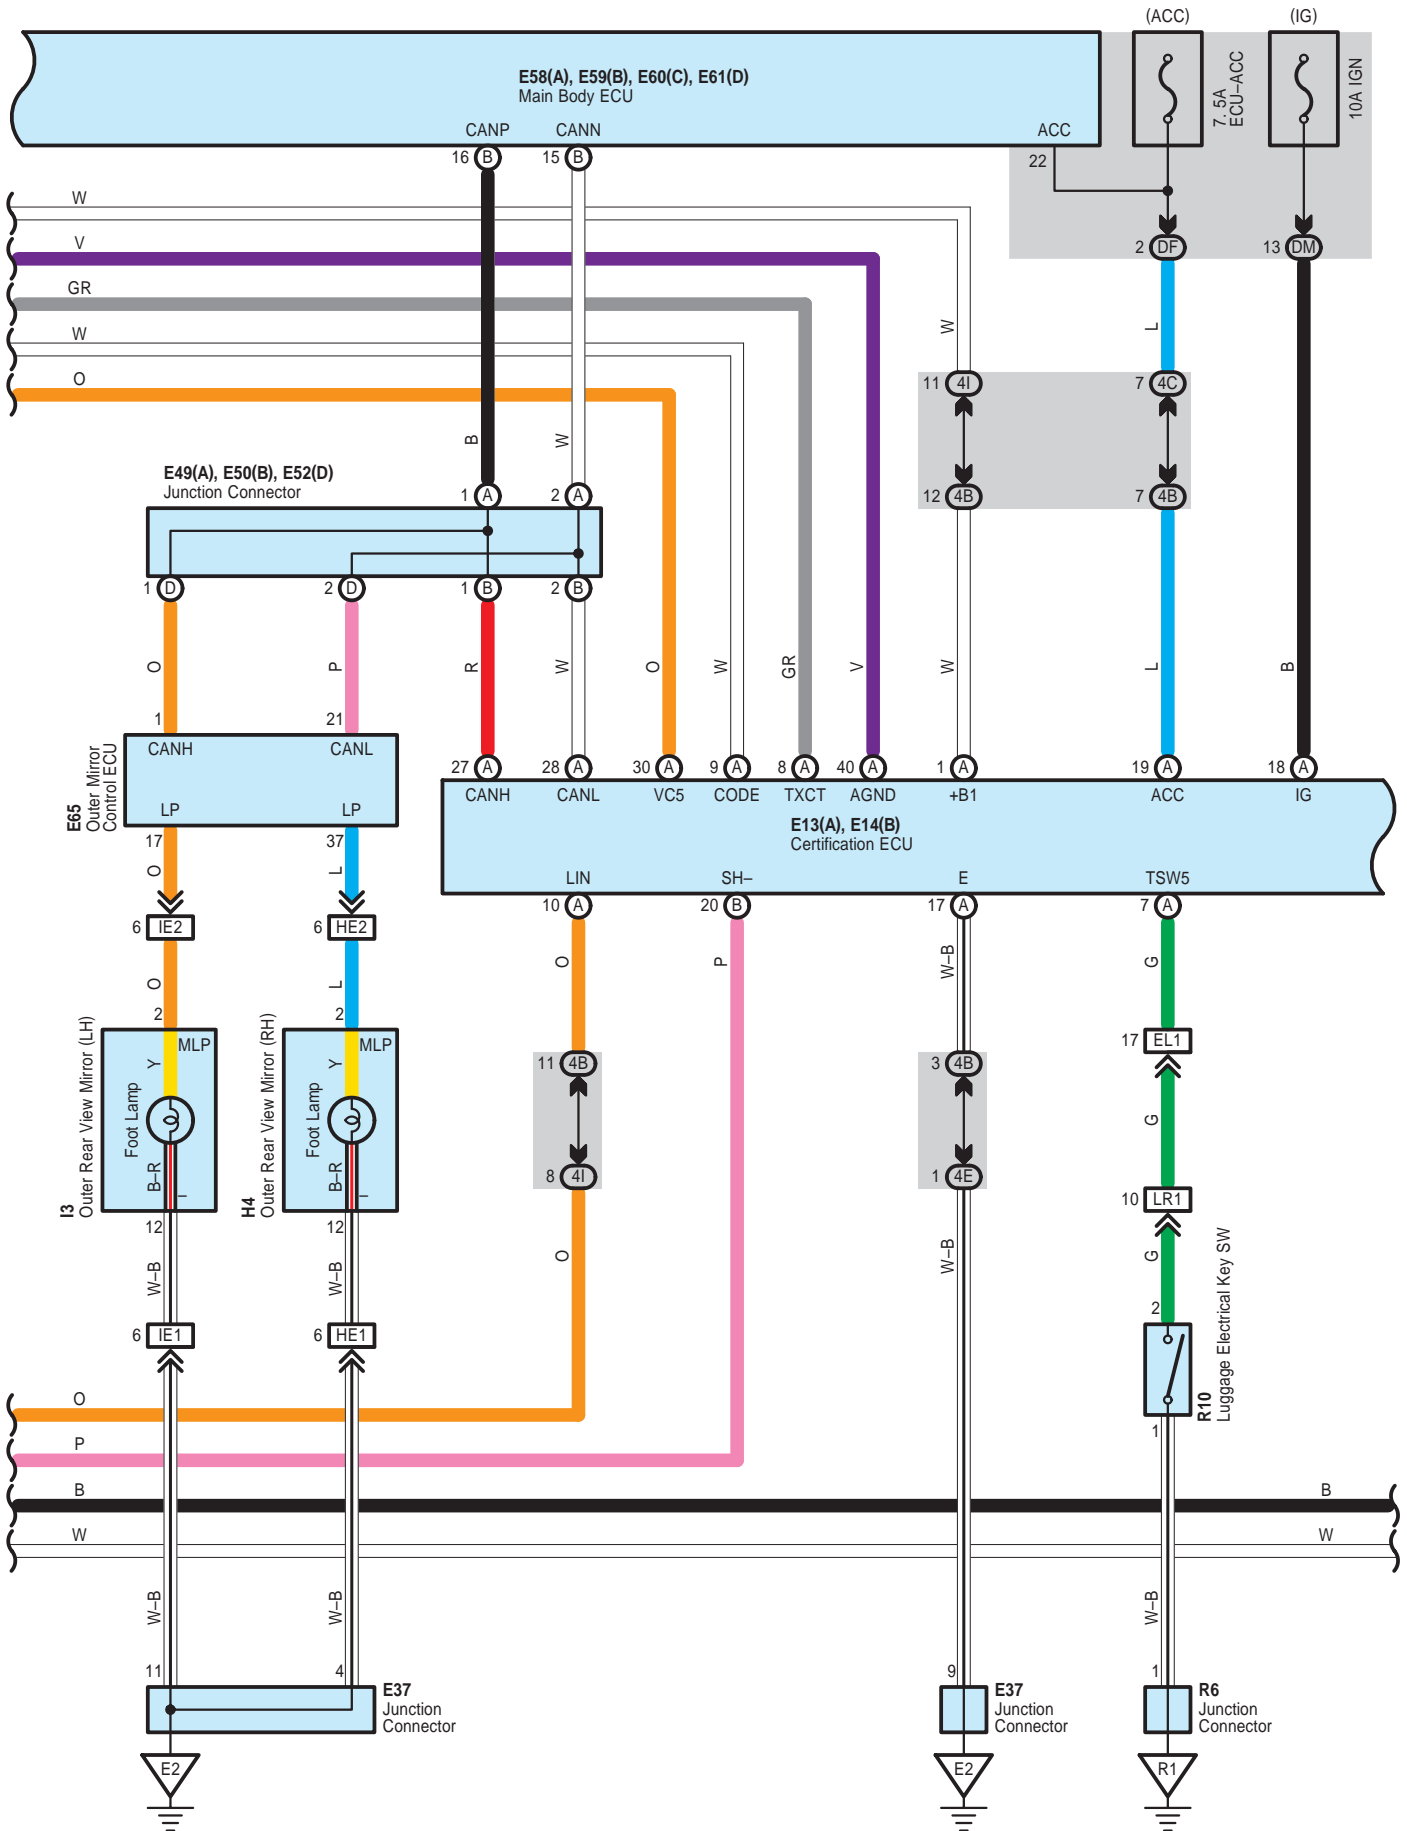 (ACC) (IG)
E58(A), E59(B), E60(C), E61(D)
Main Body ECU
7. 5A
ECU–ACC
10A IGN
CANP CANN ACC
16 B 15 B 22
W
V
2 DF 13 DM
GR
W
W L
O
11 4I 7 4C
B W
E49(A), E50(B), E52(D)
Junction Connector
1 A 2 A 12 4B 7 4B
1 D 2 D 1 B 2 B
O P R W O W GR V W L B
1 21
CANH CANL
E65
Outer Mirror
Control ECU
LP LP
27 A 28 A 30 A 9 A 8 A 40 A 1 A 19 A 18 A
CANH CANL VC5 CODE TXCT AGND +B1 ACC IG
E13(A), E14(B)
Certification ECU
17 37
O L
LIN SH– E TSW5
10 A 20 B 17 A 7 A
6 IE2 6 HE2
O L O P W–B G
2 2
MLP MLP
17 EL1
Y Y
11 4B 3 4B
Foot Lamp Foot Lamp
I3
Outer Rear View Mirror (LH)
H4
Outer Rear View Mirror (RH)
G
B–R B–R
8 4I 1 4E
10 LR1
12 12
W–B W–B O W–B G
2
6 IE1 6 HE1
R10
Luggage Electrical Key SW
O
1
P
B B
W W
W–B W–B W–B
11 4 9 1
E37
Junction
Connector
E37
Junction
Connector
R6
Junction
Connector
E2 E2 R1